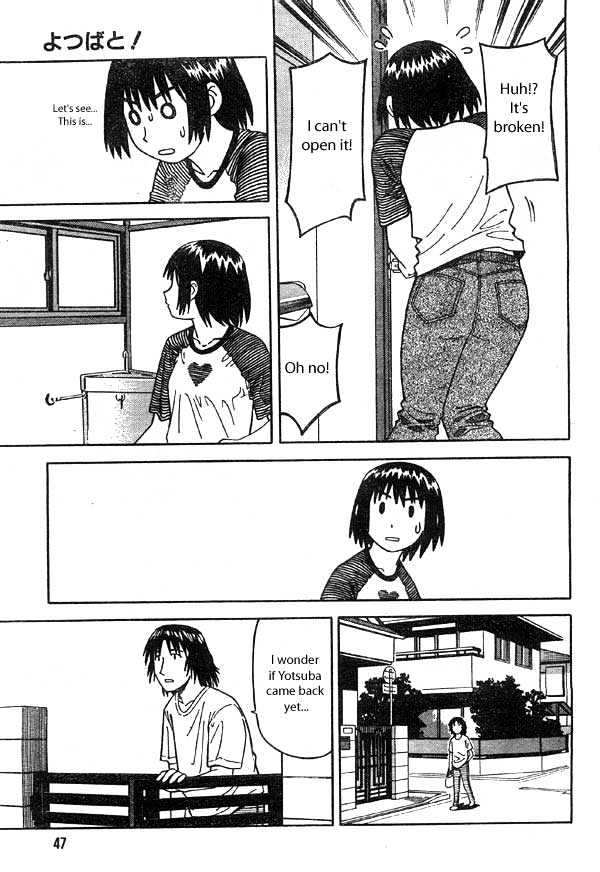 よつばと!
Huh!?
It's
broken!
I can't
open it!
Oh no!
Let's see...
This is...
I wonder
if Yotsuba
came back
yet...
47